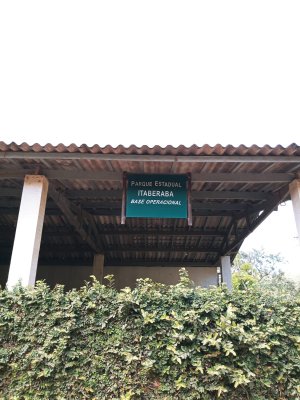 PARQUE ESTADUAL
ITABERABA
BASE OPERACIONAL